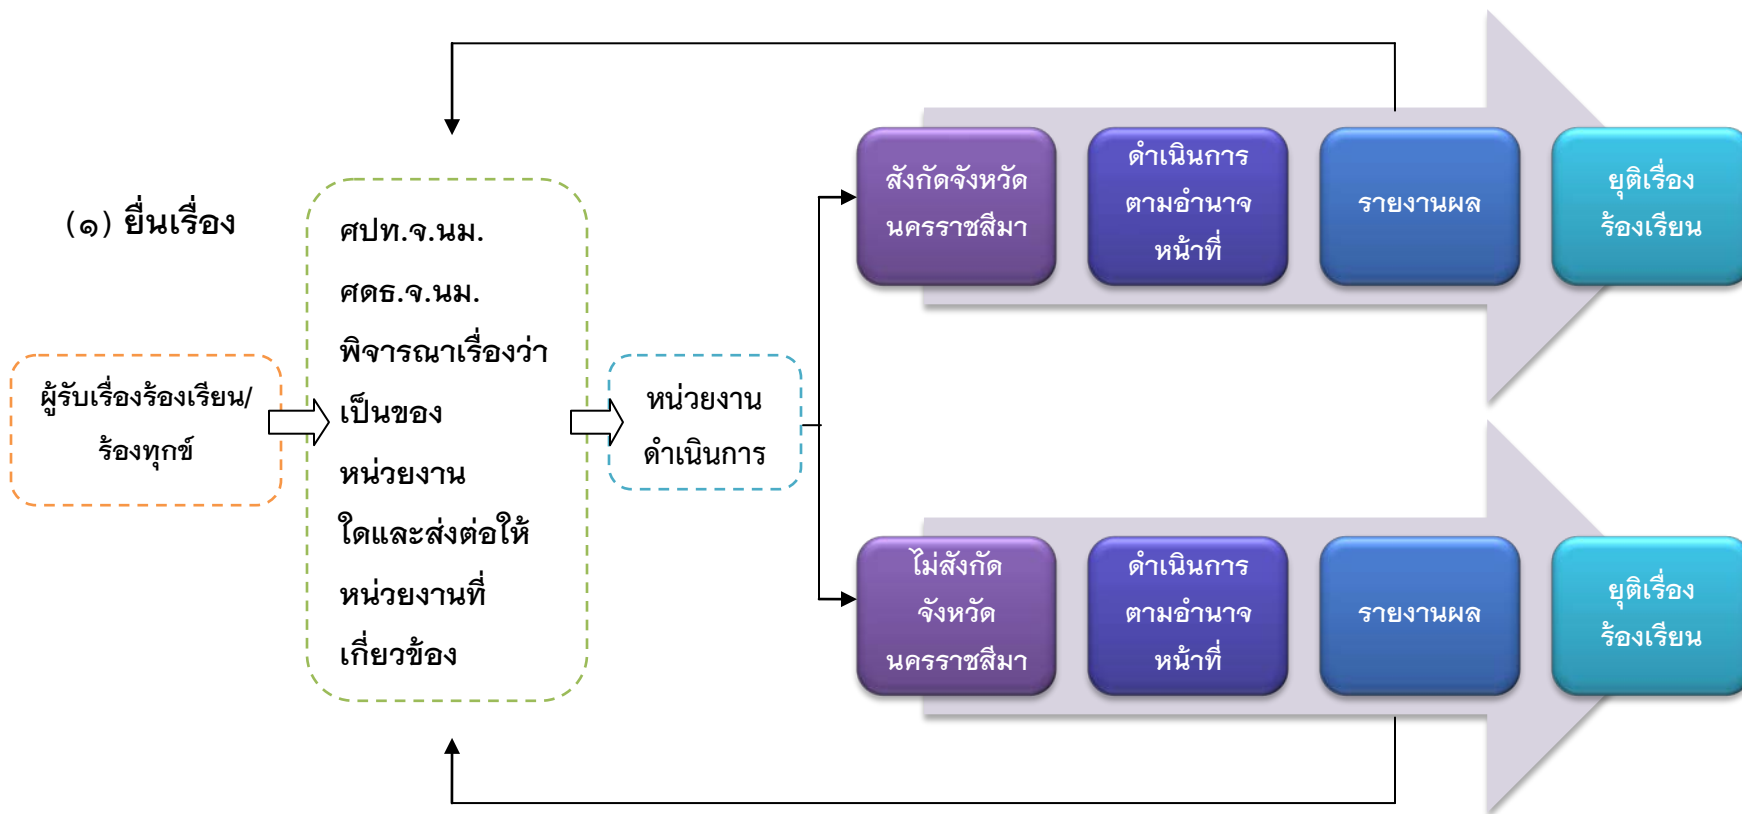 (๑) ยื่นเรื่อง
ผู้รับเรื่องร้องเรียน/
ร้องทุกข์
ศปท.จ.นม.
ศดธ.จ.นม.
พิจารณาเรื่องว่า
เป็นของ
หน่วยงาน
ใดและส่งต่อให้
หน่วยงานที่
เกี่ยวข้อง
หน่วยงาน
ดำเนินการ
สังกัดจังหวัด
นครราชสีมา
ดำเนินการ
ตามอำนาจ
หน้าที่
รายงานผล
ยุติเรื่อง
ร้องเรียน
ไม่สังกัด
จังหวัด
นครราชสีมา
ดำเนินการ
ตามอำนาจ
หน้าที่
รายงานผล
ยุติเรื่อง
ร้องเรียน